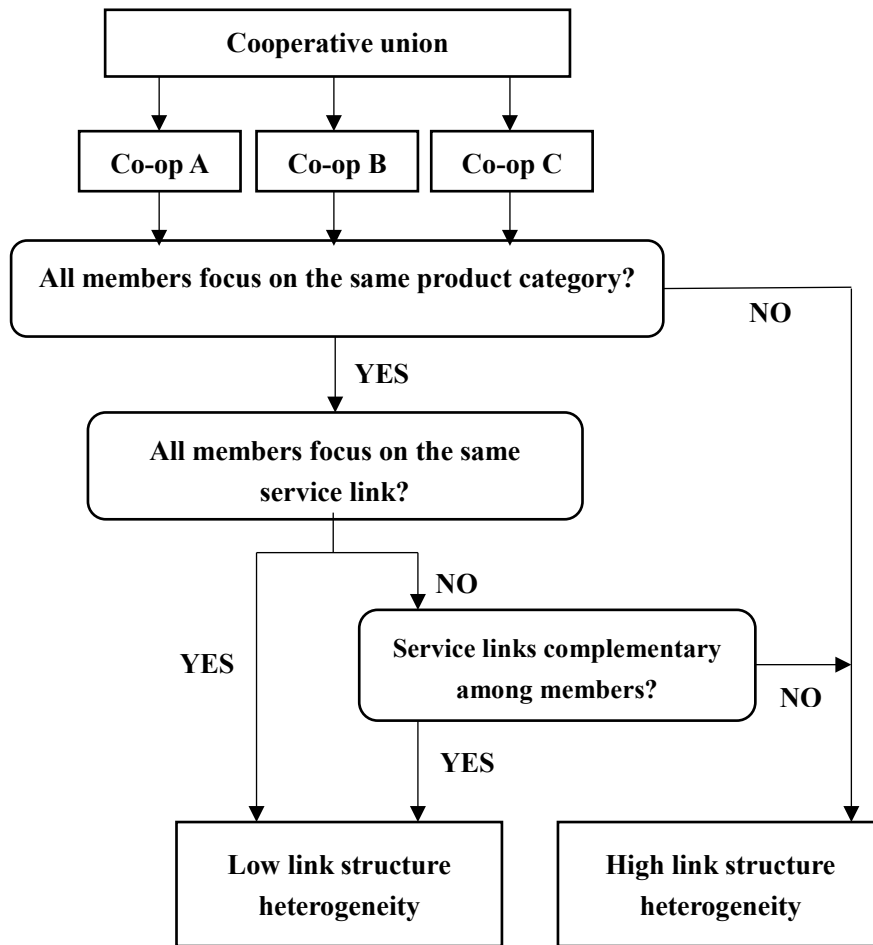 Cooperative union
Co-op A
Co-op B
Co-op C
All members focus on the same product category?
NO
YES
All members focus on the same
service link?
NO
YES
Service links complementary
among members?
NO
YES
Low link structure
heterogeneity
High link structure
heterogeneity